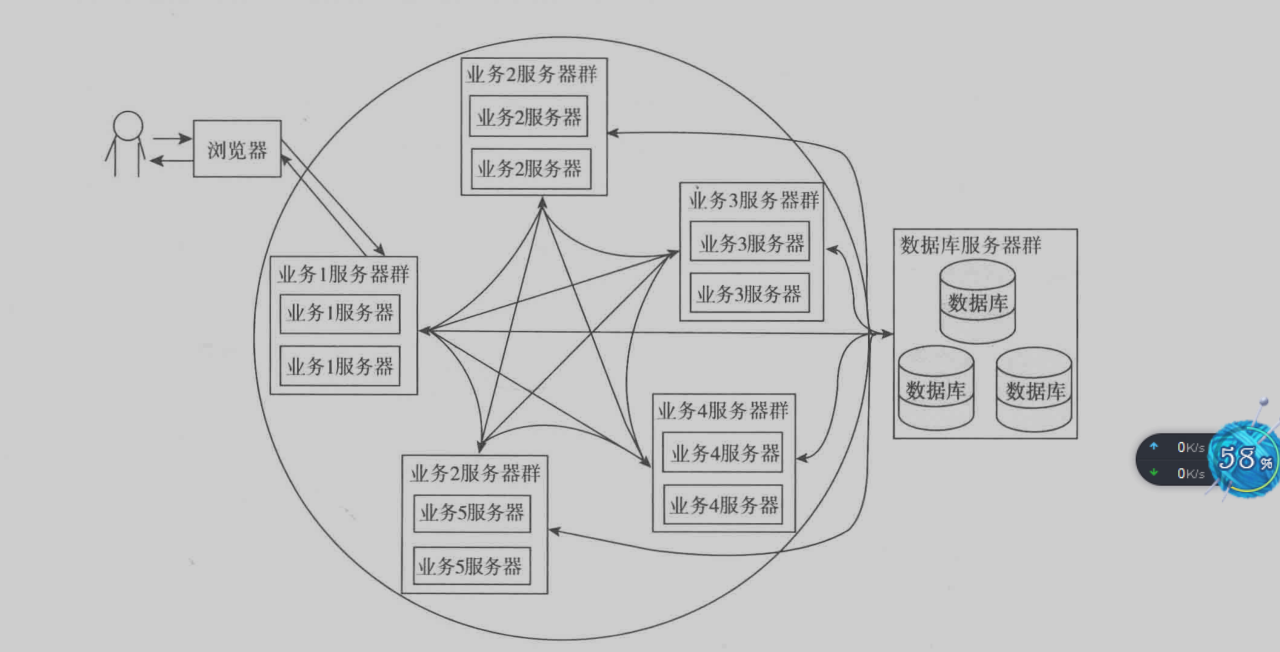 业务2服务器群
业务2服务器
业务2服务器
浏览器
业务3服务器群
业务3服务器
业务3服务器
数据库服务器群
数据库
数据库
数据库
业务1服务器群
业务1服务器
业务1服务器
业务4服务器群
业务4服务器
业务4服务器
业务2服务器群
业务5服务器
业务5服务器
0K/s
0K/s
58%